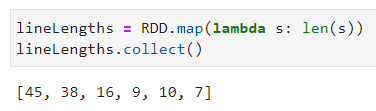 lineLengths = RDD.map(lambda s: len(s))
lineLengths.collect()
[45, 38, 16, 9, 10, 7]